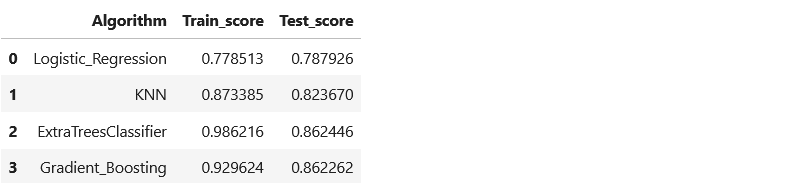 Algorithm Train_score Test_score
0 Logistic_Regression 0.778513 0.787926
1 KNN 0.873385 0.823670
2 ExtraTreesClassifier 0.986216 0.862446
3 Gradient_Boosting 0.929624 0.862262